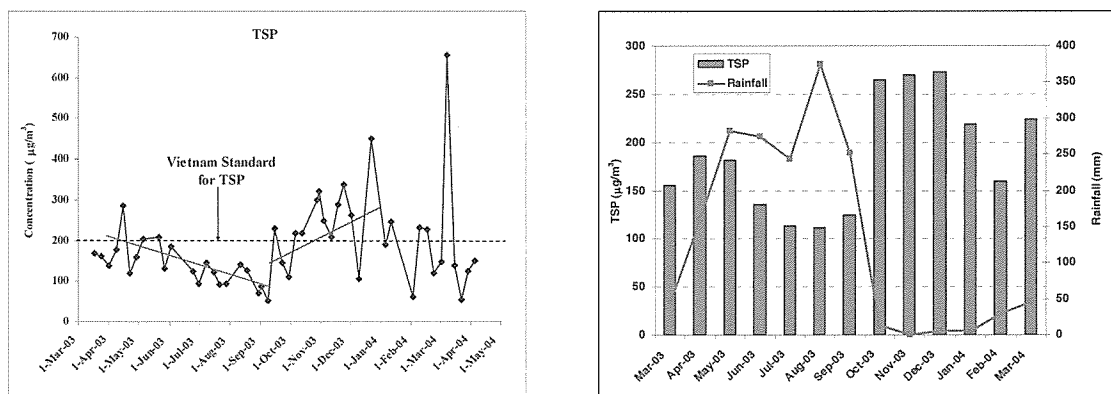 TSP
700
600
500
400
300
200
100
0
Concentration ( µg/m³)
Vietnam Standard
for TSP
1-Mar-03
1-Apr-03
1-May-03
1-Jun-03
1-Jul-03
1-Aug-03
1-Sep-03
1-Oct-03
1-Nov-03
1-Dec-03
1-Jan-04
1-Feb-04
1-Mar-04
1-Apr-04
1-May-04
300
250
200
150
100
50
0
TSP (µg/m³)
TSP
Rainfall
400
350
300
250
200
150
100
50
0
Rainfall (mm)
Mar-03
Apr-03
May-03
Jun-03
Jul-03
Aug-03
Sep-03
Oct-03
Nov-03
Dec-03
Jan-04
Feb-04
Mar-04